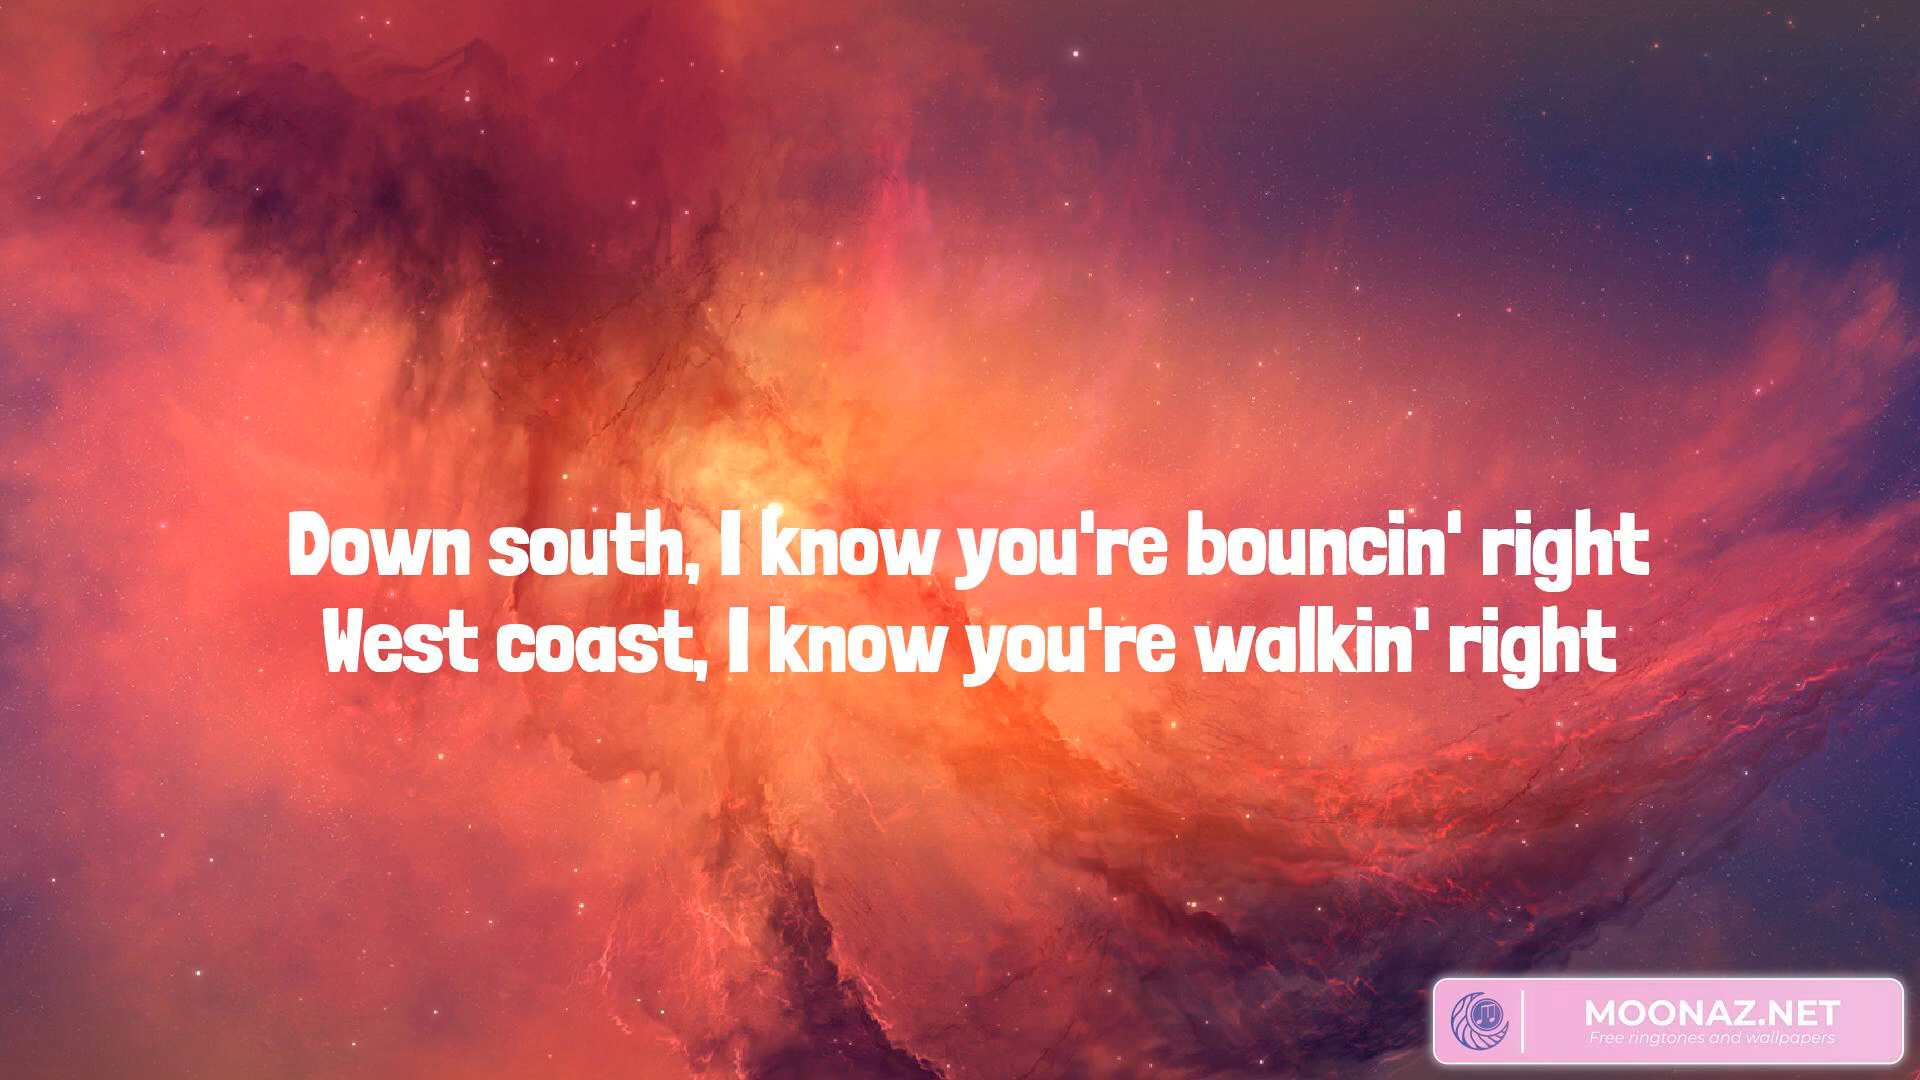 Down south, I know you're bouncin' right
West coast, I know you're walkin' right
MOONAZ.NET
Free ringtones and wallpapers